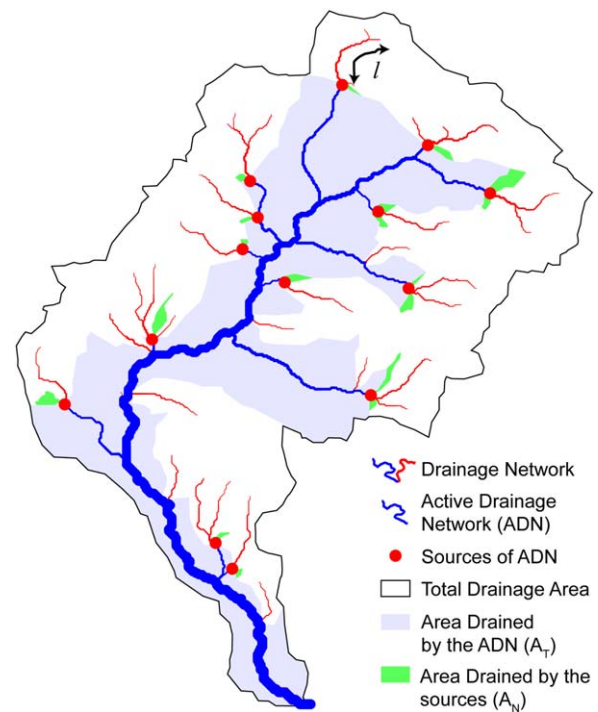 l
Drainage Network
Active Drainage
Network (ADN)
Sources of ADN
Total Drainage Area
Area Drained
by the ADN (A_T)
Area Drained by the
sources (A_N)